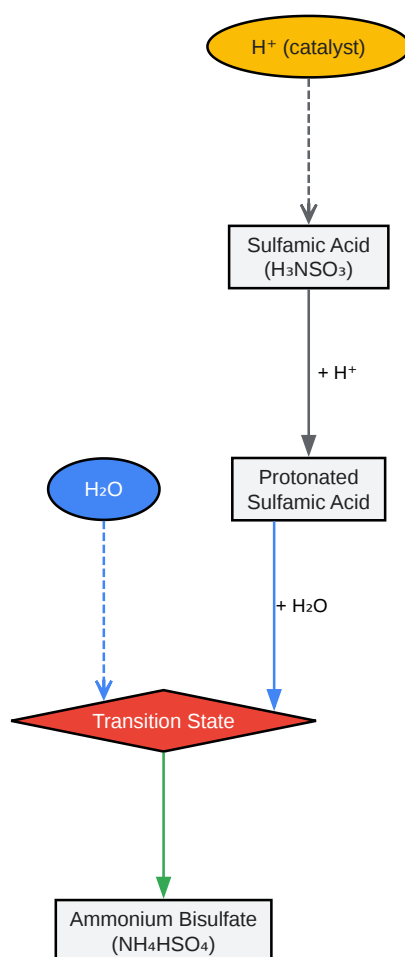 H⁺ (catalyst)
Sulfamic Acid
(H₃NSO₃)
+ H⁺
Protonated
Sulfamic Acid
H₂O
+ H₂O
Transition State
Ammonium Bisulfate
(NH₄HSO₄)